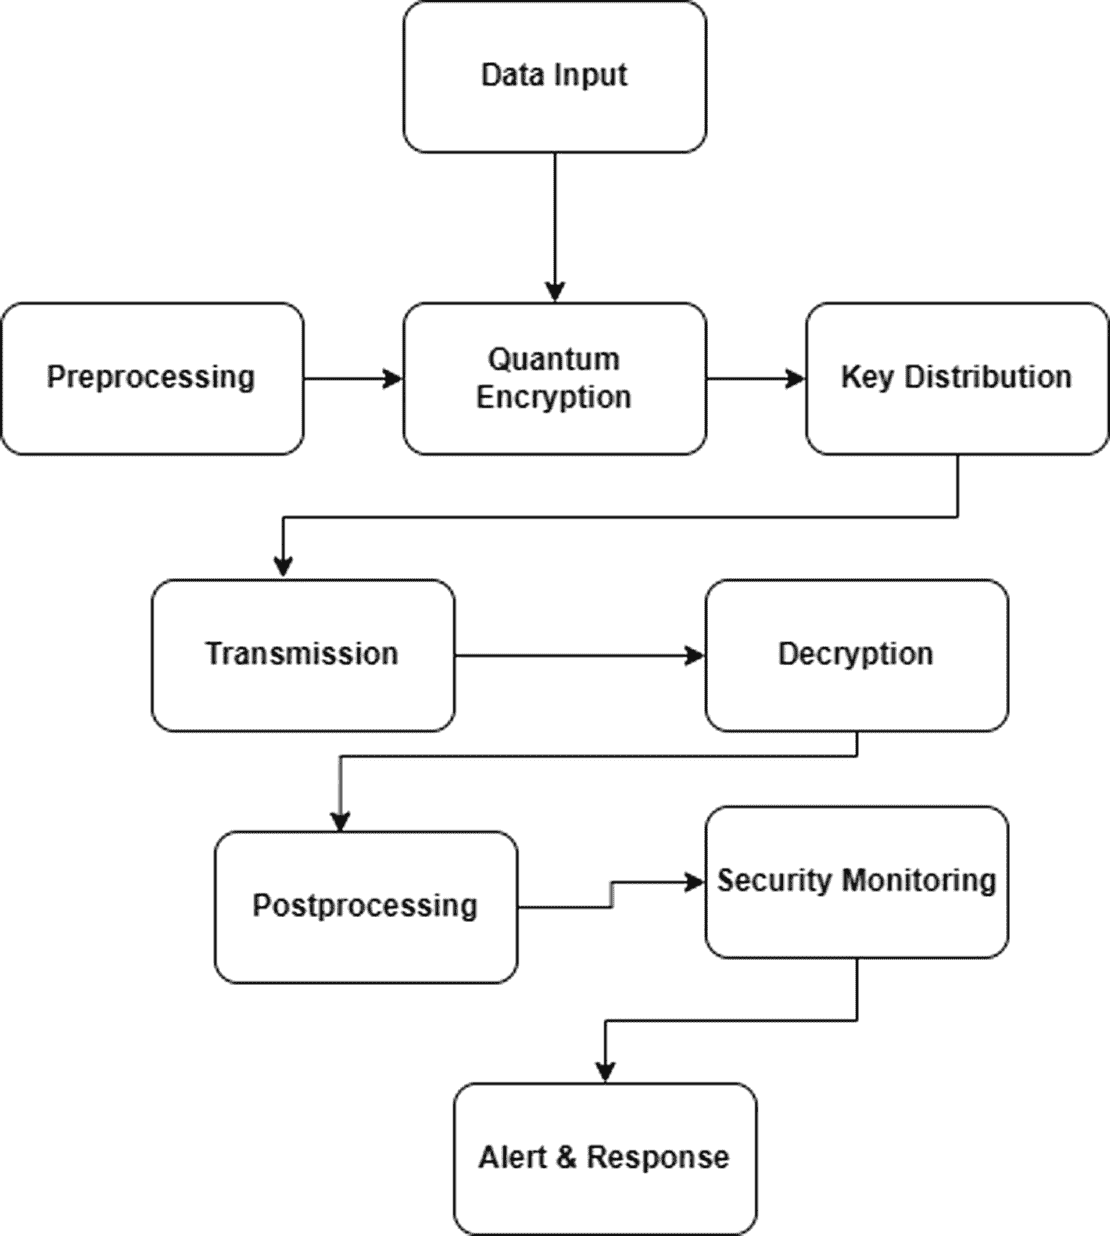 Data Input
Preprocessing
Quantum
Encryption
Key Distribution
Transmission
Decryption
Postprocessing
Security Monitoring
Alert & Response